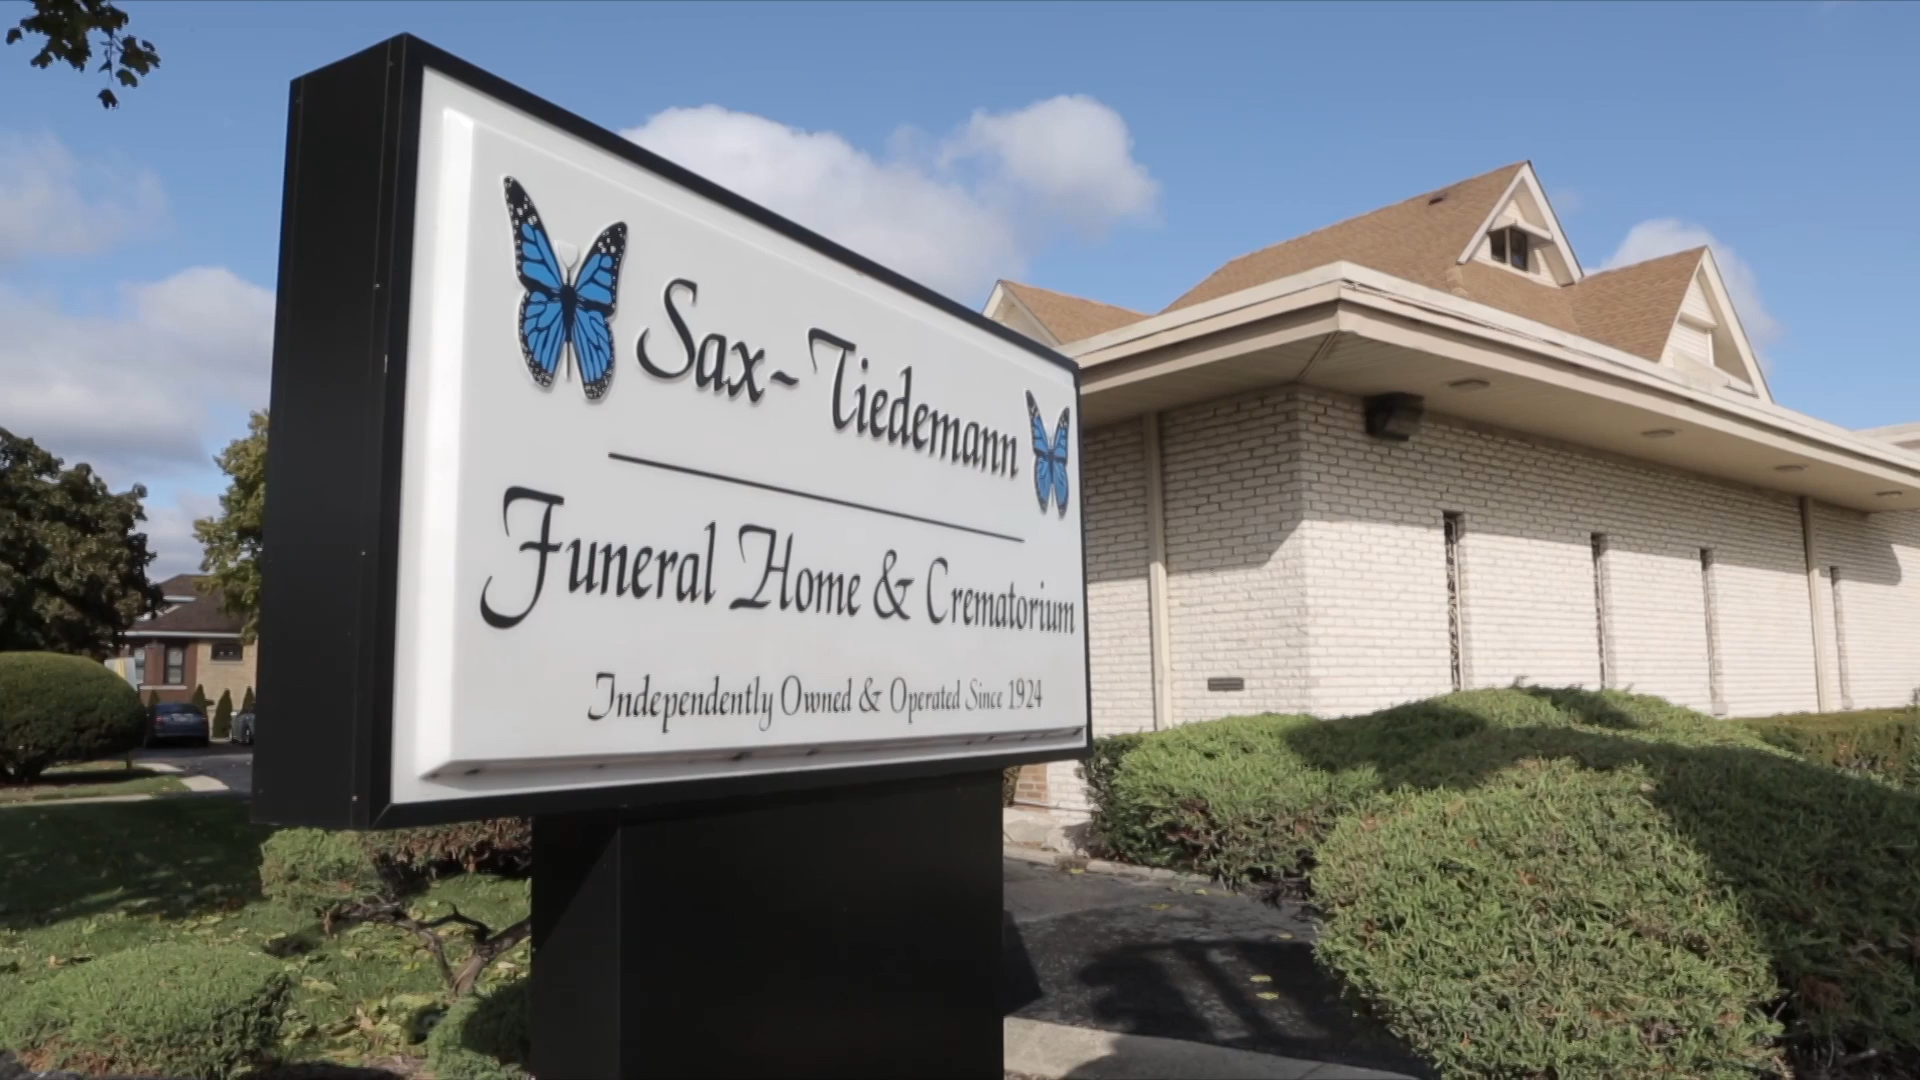 Sax-Tiedemann
Funeral Home & Crematorium
Independently Owned & Operated Since 1924